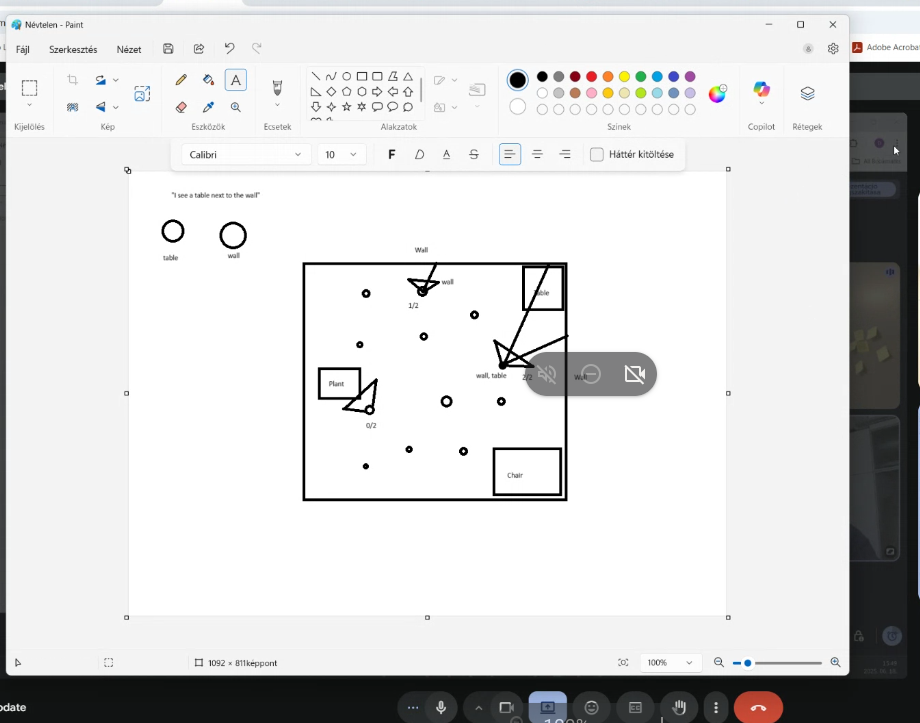 Névtelen - Paint
Adobe Acroba
Fájl
Szerkesztés
Nézet
A
Kijelölés
Kép
Eszközök
Ecsetek
Alakzatok
Színek
Copilot
Rétegek
Calibri
10
F
D
A
S
Háttér kitöltése
"I see a table next to the wall"
table
wall
Wall
wall
1/2
Table
wall, table
2/2
Wall
Plant
0/2
Chair
1092 × 811képpont
100%
odate